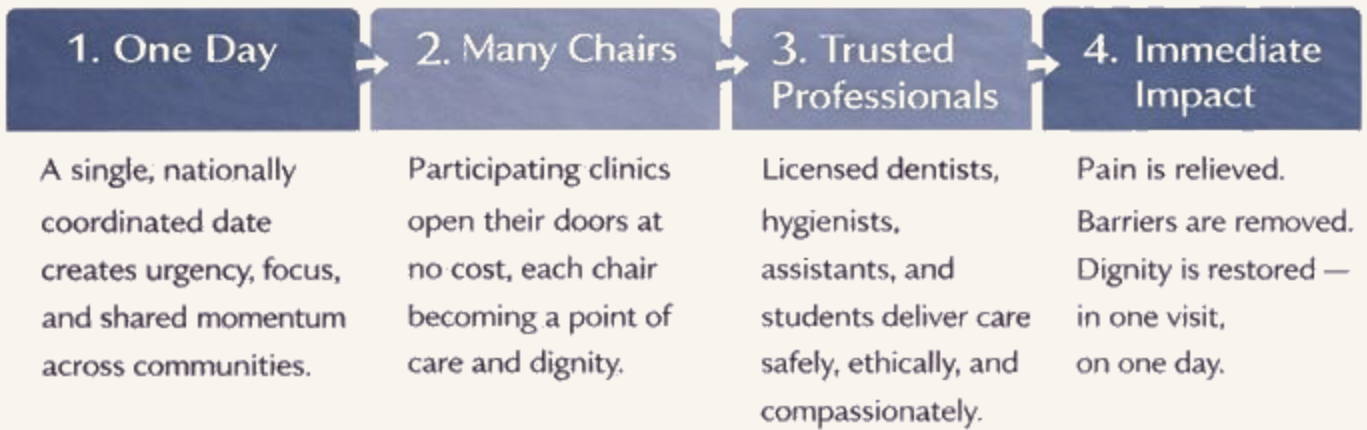 1. One Day
A single, nationally
coordinated date
creates urgency, focus,
and shared momentum
across communities.
2. Many Chairs
Participating clinics
open their doors at
no cost, each chair
becoming a point of
care and dignity.
3. Trusted
Professionals
Licensed dentists,
hygienists,
assistants, and
students deliver care
safely, ethically, and
compassionately.
4. Immediate
Impact
Pain is relieved.
Barriers are removed.
Dignity is restored —
in one visit,
on one day.